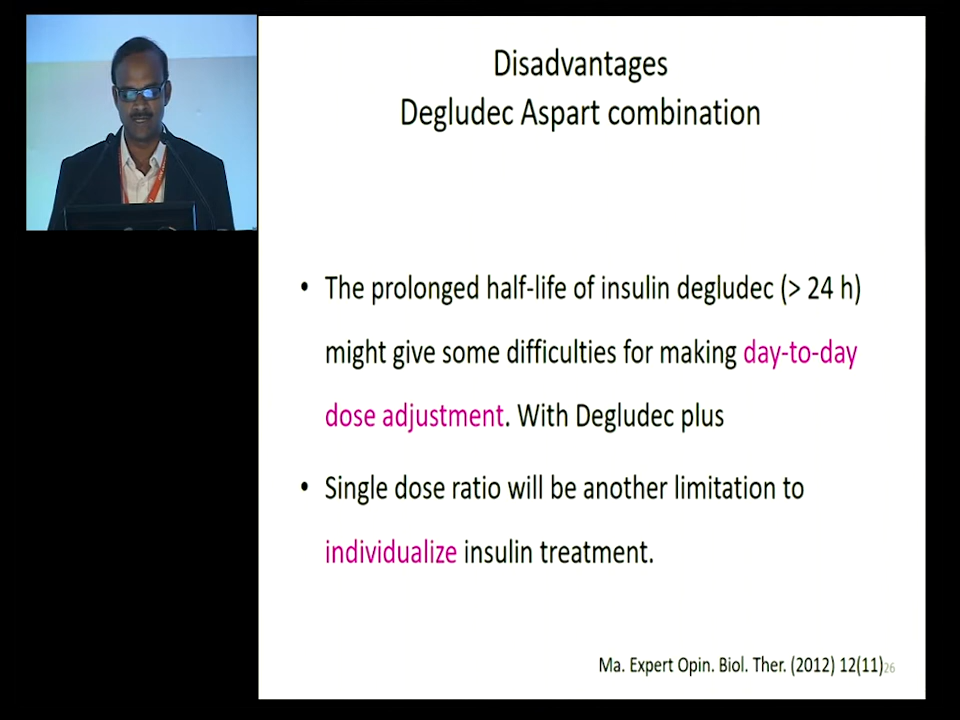 Disadvantages
Degludec Aspart combination
• The prolonged half-life of insulin degludec (> 24 h)
might give some difficulties for making day-to-day
dose adjustment. With Degludec plus
• Single dose ratio will be another limitation to
individualize insulin treatment.
Ma. Expert Opin. Biol. Ther. (2012) 12(11)
26